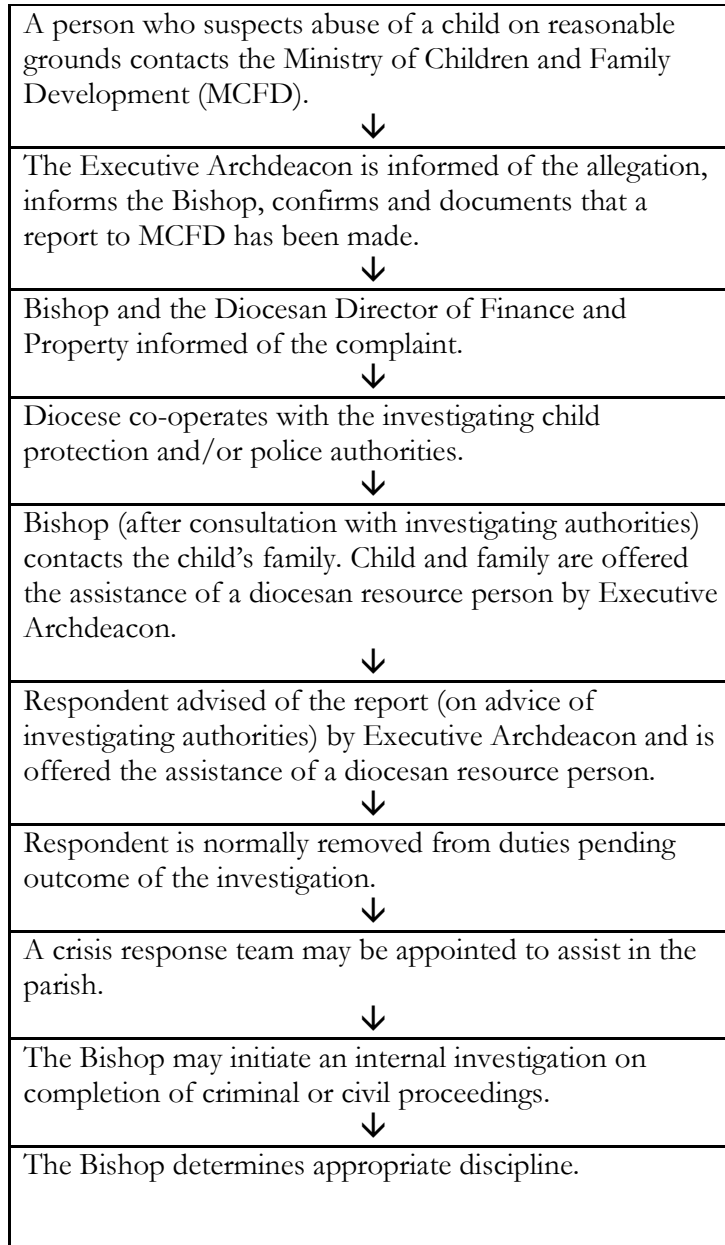 A person who suspects abuse of a child on reasonable
grounds contacts the Ministry of Children and Family
Development (MCFD).
↓
The Executive Archdeacon is informed of the allegation,
informs the Bishop, confirms and documents that a
report to MCFD has been made.
↓
Bishop and the Diocesan Director of Finance and
Property informed of the complaint.
↓
Diocese co-operates with the investigating child
protection and/or police authorities.
↓
Bishop (after consultation with investigating authorities)
contacts the child's family. Child and family are offered
the assistance of a diocesan resource person by Executive
Archdeacon.
↓
Respondent advised of the report (on advice of
investigating authorities) by Executive Archdeacon and is
offered the assistance of a diocesan resource person.
↓
Respondent is normally removed from duties pending
outcome of the investigation.
↓
A crisis response team may be appointed to assist in the
parish.
↓
The Bishop may initiate an internal investigation on
completion of criminal or civil proceedings.
↓
The Bishop determines appropriate discipline.